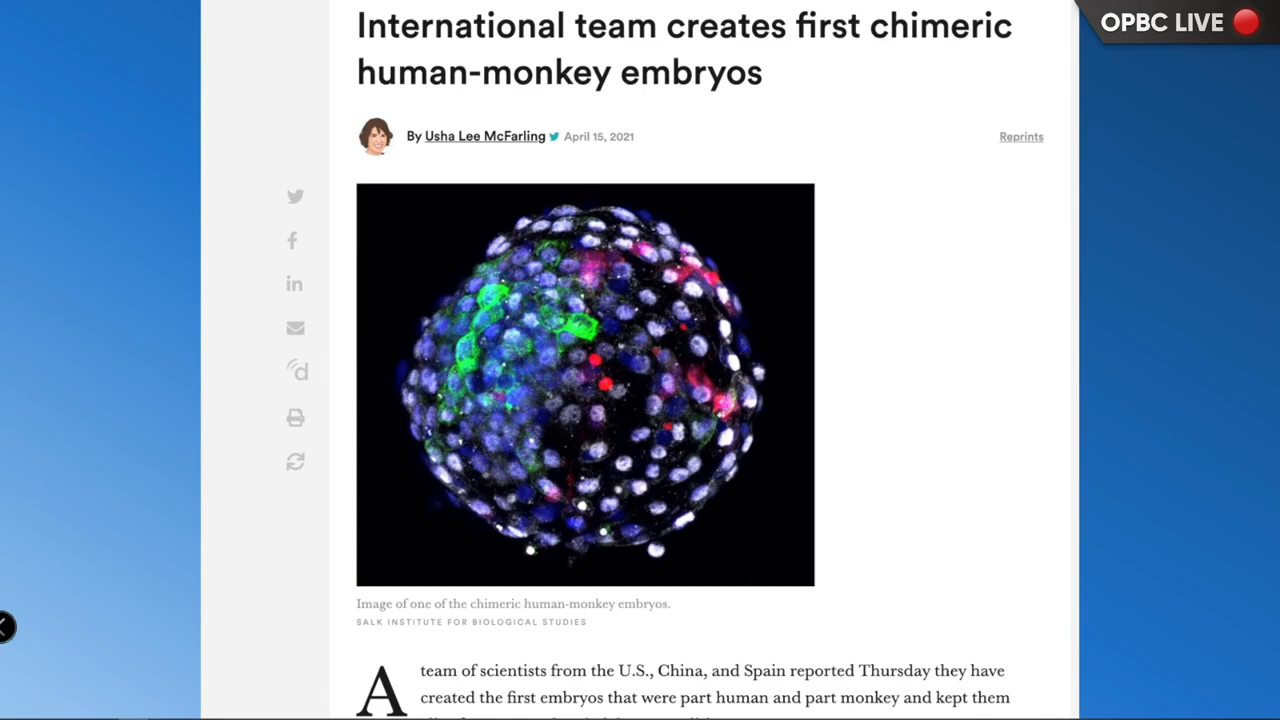 OPBC LIVE
International team creates first chimeric
human-monkey embryos
By Usha Lee McFarling April 15, 2021
Reprints
Image of one of the chimeric human-monkey embryos.
SALK INSTITUTE FOR BIOLOGICAL STUDIES
A team of scientists from the U.S., China, and Spain reported Thursday they have
created the first embryos that were part human and part monkey and kept them